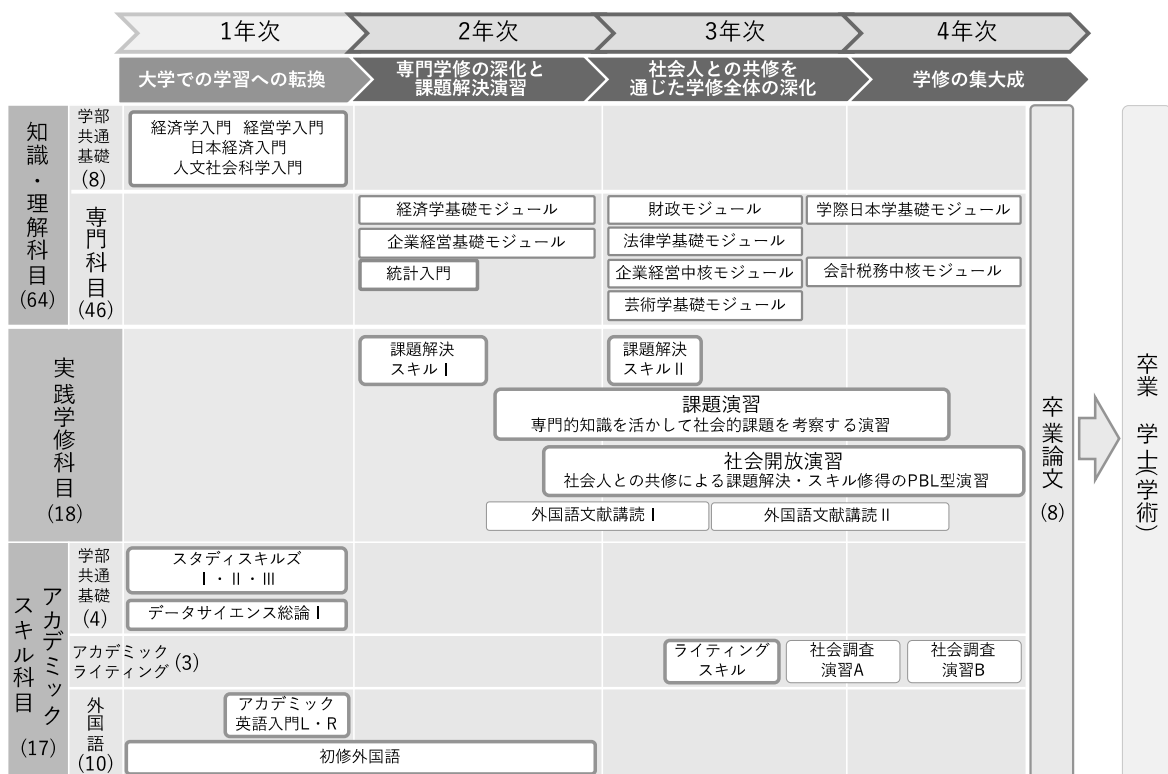 1年次
2年次
3年次
4年次
大学での学習への転換
専門学修の深化と
課題解決演習
社会人との共修を
通じた学修全体の深化
学修の集大成
知識・理解科目
(64)
学部
共通
基礎
(8)
経済学入門 経営学入門
日本経済入門
人文社会科学入門
専門科目
(46)
経済学基礎モジュール
企業経営基礎モジュール
統計入門
財政モジュール
法律学基礎モジュール
企業経営中核モジュール
芸術学基礎モジュール
学際日本学基礎モジュール
会計税務中核モジュール
実践学修科目
(18)
課題解決
スキルⅠ
課題解決
スキルⅡ
課題演習
専門的知識を活かして社会的課題を考察する演習
社会開放演習
社会人との共修による課題解決・スキル修得のPBL型演習
外国語文献講読Ⅰ
外国語文献講読Ⅱ
アカデミック
スキル科目
(17)
学部
共通
基礎
(4)
スタディスキルズ
Ⅰ・Ⅱ・Ⅲ
データサイエンス総論Ⅰ
アカデミック
ライティング(3)
ライティング
スキル
社会調査
演習A
社会調査
演習B
外国語
(10)
アカデミック
英語入門L・R
初修外国語
卒業論文
(8)
卒業 学士(学術)